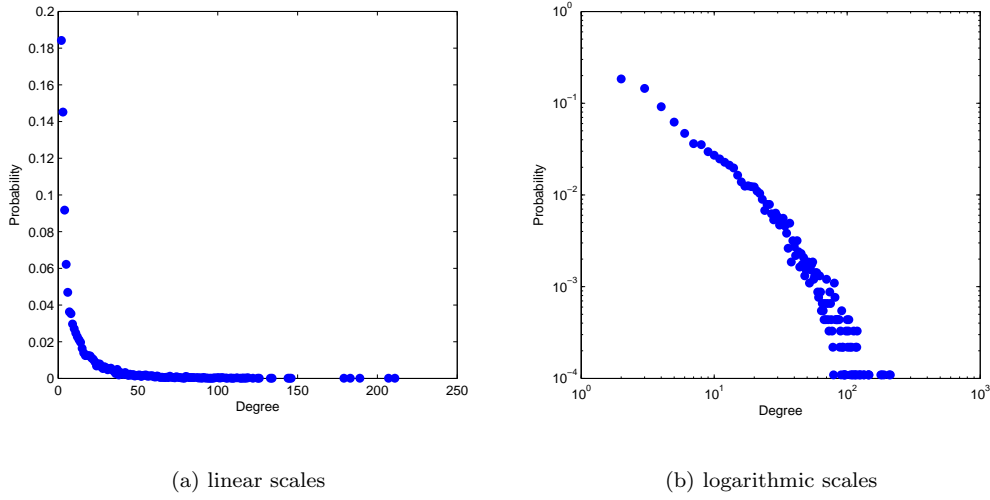 0.2
0.18
0.16
0.14
0.12
0.1
0.08
0.06
0.04
0.02
0
Probability
0 50 100 150 200 250
Degree
(a) linear scales
10^0
10^-1
10^-2
10^-3
10^-4
Probability
10^0 10^1 10^2 10^3
Degree
(b) logarithmic scales